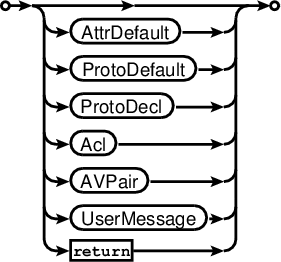 AttrDefault
ProtoDefault
ProtoDecl
Acl
AVPair
UserMessage
return